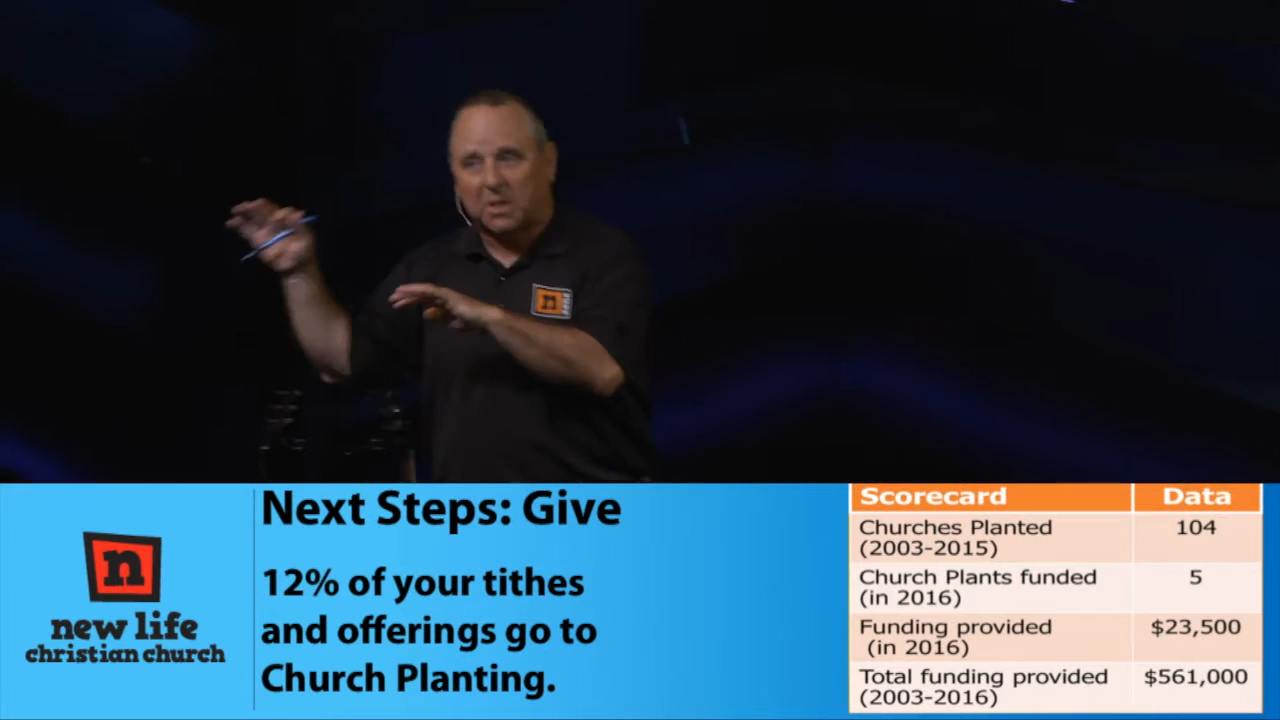 n
Next Steps: Give
12% of your tithes
and offerings go to
Church Planting.
n
new life
christian church
Scorecard Data
Churches Planted 104
(2003-2015)
Church Plants funded 5
(in 2016)
Funding provided $23,500
(in 2016)
Total funding provided $561,000
(2003-2016)